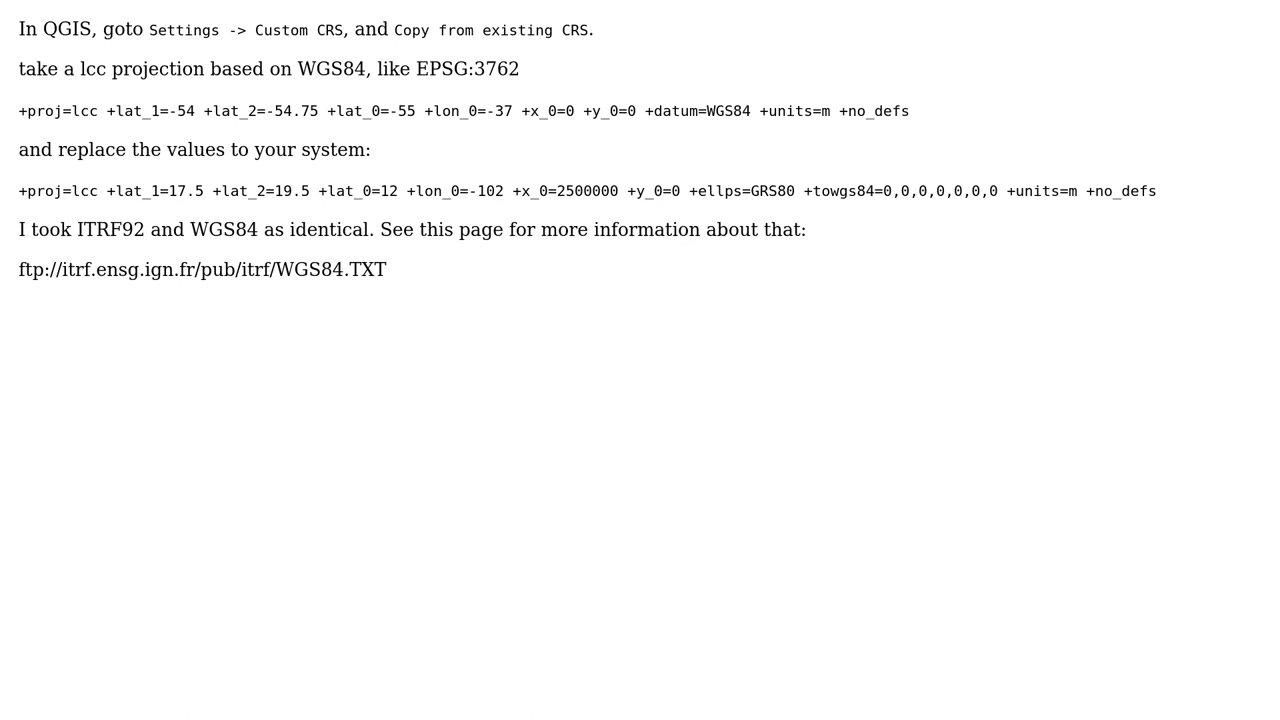 In QGIS, goto Settings -> Custom CRS, and Copy from existing CRS.
take a lcc projection based on WGS84, like EPSG:3762
+proj=lcc +lat_1=-54 +lat_2=-54.75 +lat_0=-55 +lon_0=-37 +x_0=0 +y_0=0 +datum=WGS84 +units=m +no_defs
and replace the values to your system:
+proj=lcc +lat_1=17.5 +lat_2=19.5 +lat_0=12 +lon_0=-102 +x_0=2500000 +y_0=0 +ellps=GRS80 +towgs84=0,0,0,0,0,0,0 +units=m +no_defs
I took ITRF92 and WGS84 as identical. See this page for more information about that:
ftp://itrf.ensg.ign.fr/pub/itrf/WGS84.TXT